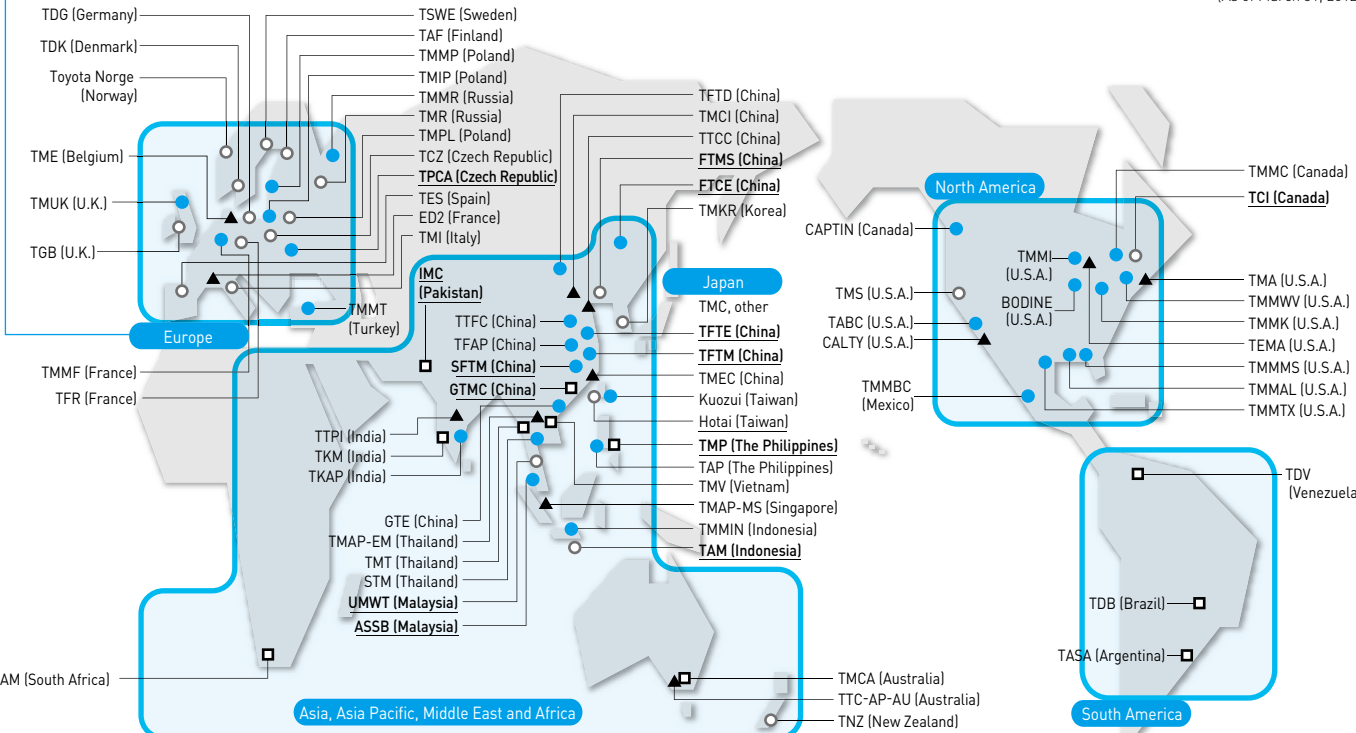 TDG (Germany)
TDK (Denmark)
Toyota Norge
(Norway)
TME (Belgium)
TMUK (U.K.)
TGB (U.K.)
TMMF (France)
TFR (France)
TSWE (Sweden)
TAF (Finland)
TMMP (Poland)
TMIP (Poland)
TMMR (Russia)
TMR (Russia)
TMPL (Poland)
TCZ (Czech Republic)
TPCA (Czech Republic)
TES (Spain)
ED2 (France)
TMI (Italy)
TMMT
(Turkey)
Europe
IMC
(Pakistan)
TTFC (China)
TFAP (China)
SFTM (China)
GTMC (China)
TTPI (India)
TKM (India)
TKAP (India)
GTE (China)
TMAP-EM (Thailand)
TMT (Thailand)
STM (Thailand)
UMWT (Malaysia)
ASSB (Malaysia)
AM (South Africa)
Asia, Asia Pacific, Middle East and Africa
TFTD (China)
TMCI (China)
TTCC (China)
FTMS (China)
FTCE (China)
TMKR (Korea)
Japan
TMC, other
TFTE (China)
TFTM (China)
TMEC (China)
Kuozui (Taiwan)
Hotai (Taiwan)
TMP (The Philippines)
TAP (The Philippines)
TMV (Vietnam)
TMAP-MS (Singapore)
TMMIN (Indonesia)
TAM (Indonesia)
TMCA (Australia)
TTC-AP-AU (Australia)
TNZ (New Zealand)
North America
CAPTIN (Canada)
TMS (U.S.A.)
TABC (U.S.A.)
CALTY (U.S.A.)
TMMBC
(Mexico)
TMMI
(U.S.A.)
BODINE
(U.S.A.)
TMMC (Canada)
TCI (Canada)
TMA (U.S.A.)
TMMWV (U.S.A.)
TMMK (U.S.A.)
TEMA (U.S.A.)
TMMMS (U.S.A.)
TMMAL (U.S.A.)
TMMTX (U.S.A.)
TDV
(Venezuela
TDB (Brazil)
TASA (Argentina)
South America